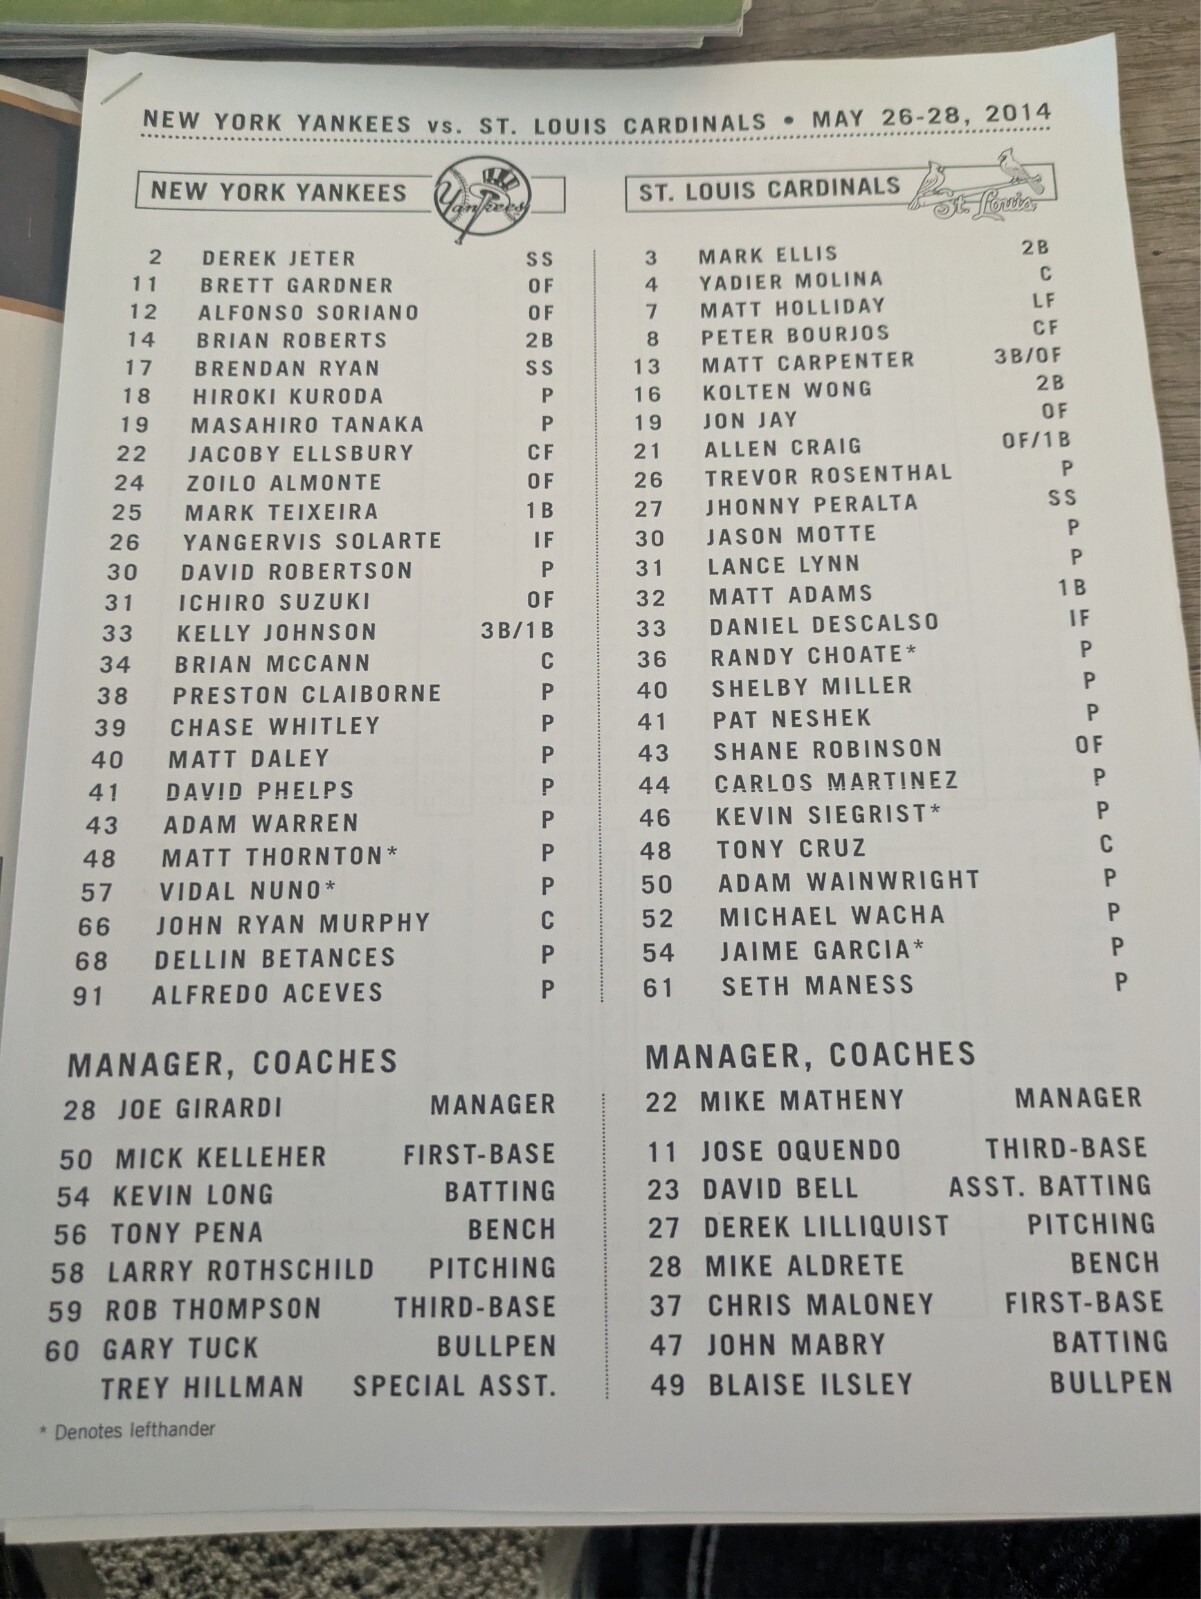 NEW YORK YANKEES vs. ST. LOUIS CARDINALS • MAY 26-28, 2014
NEW YORK YANKEES
Yankees
2 DEREK JETER SS
11 BRETT GARDNER OF
12 ALFONSO SORIANO OF
14 BRIAN ROBERTS 2B
17 BRENDAN RYAN SS
18 HIROKI KURODA P
19 MASAHIRO TANAKA P
22 JACOBY ELLSBURY CF
24 ZOILO ALMONTE OF
25 MARK TEIXEIRA 1B
26 YANGERVIS SOLARTE IF
30 DAVID ROBERTSON P
31 ICHIRO SUZUKI OF
33 KELLY JOHNSON 3B/1B
34 BRIAN MCCANN C
38 PRESTON CLAIBORNE P
39 CHASE WHITLEY P
40 MATT DALEY P
41 DAVID PHELPS P
43 ADAM WARREN P
48 MATT THORNTON* P
57 VIDAL NUNO* P
66 JOHN RYAN MURPHY C
68 DELLIN BETANCES P
91 ALFREDO ACEVES P
MANAGER, COACHES
28 JOE GIRARDI MANAGER
50 MICK KELLEHER FIRST-BASE
54 KEVIN LONG BATTING
56 TONY PENA BENCH
58 LARRY ROTHSCHILD PITCHING
59 ROB THOMPSON THIRD-BASE
60 GARY TUCK BULLPEN
TREY HILLMAN SPECIAL ASST.
* Denotes lefthander
ST. LOUIS CARDINALS
St. Louis
3 MARK ELLIS 2B
4 YADIER MOLINA C
7 MATT HOLLIDAY LF
8 PETER BOURJOS CF
13 MATT CARPENTER 3B/OF
16 KOLTEN WONG 2B
19 JON JAY OF
21 ALLEN CRAIG OF/1B
26 TREVOR ROSENTHAL P
27 JHONNY PERALTA SS
30 JASON MOTTE P
31 LANCE LYNN P
32 MATT ADAMS 1B
33 DANIEL DESCALSO IF
36 RANDY CHOATE* P
40 SHELBY MILLER P
41 PAT NESHEK P
43 SHANE ROBINSON OF
44 CARLOS MARTINEZ P
46 KEVIN SIEGRIST* P
48 TONY CRUZ C
50 ADAM WAINWRIGHT P
52 MICHAEL WACHA P
54 JAIME GARCIA* P
61 SETH MANESS P
MANAGER, COACHES
22 MIKE MATHENY MANAGER
11 JOSE OQUENDO THIRD-BASE
23 DAVID BELL ASST. BATTING
27 DEREK LILLIQUIST PITCHING
28 MIKE ALDRETE BENCH
37 CHRIS MALONEY FIRST-BASE
47 JOHN MABRY BATTING
49 BLAISE ILSLEY BULLPEN